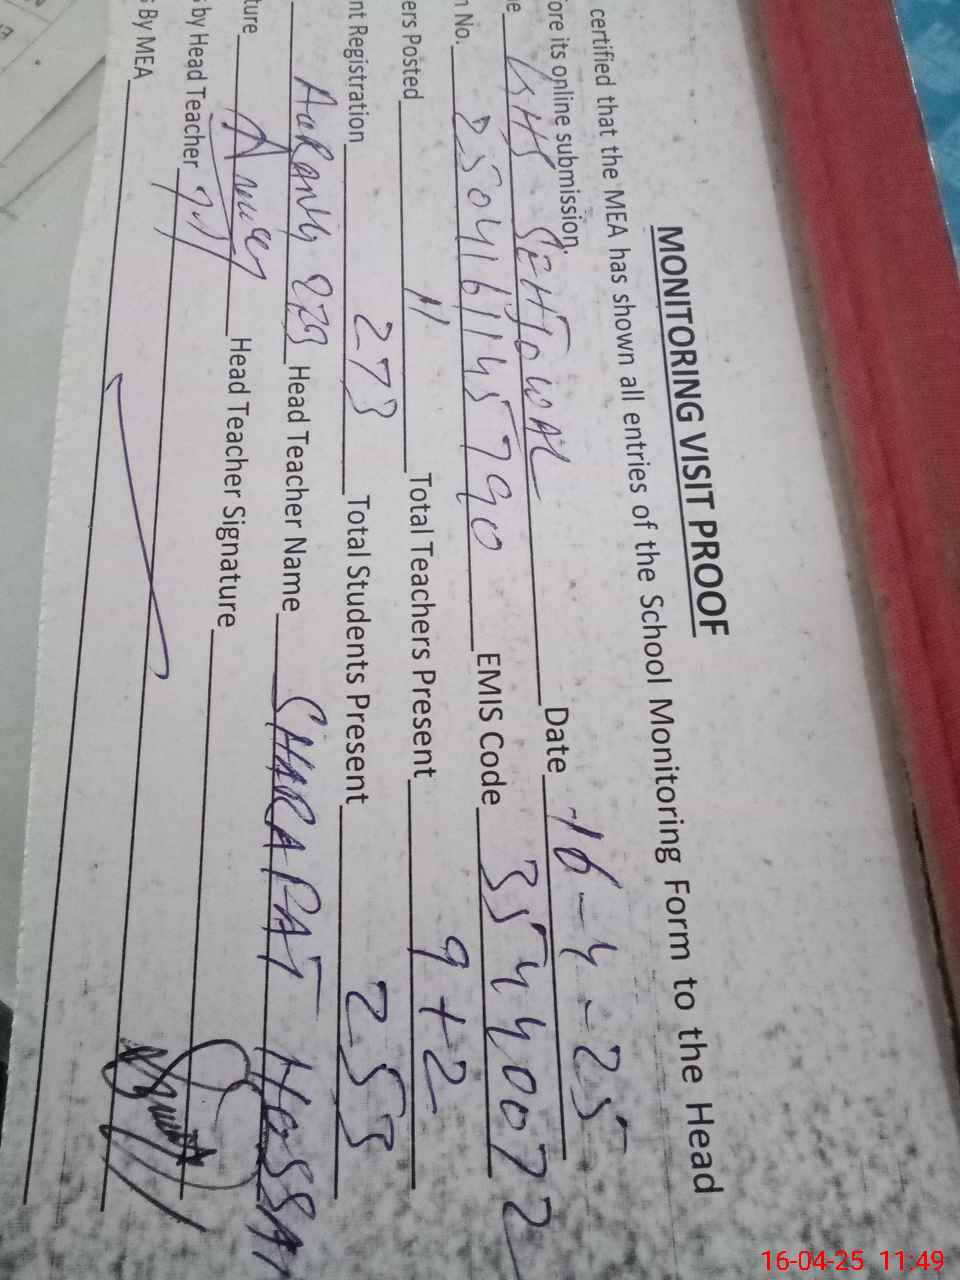 MONITORING VISIT PROOF
certified that the MEA has shown all entries of the School Monitoring Form to the Head
ore its online submission.
e GHS SEHJOWAL Date 16-4-25
n No. 2504161145790 EMIS Code 35440072
ers Posted 11 Total Teachers Present 9+2
nt Registration 273 Total Students Present 253
Head Teacher Name
ture Head Teacher Signature
s by Head Teacher
s By MEA
16-04-25 11:49